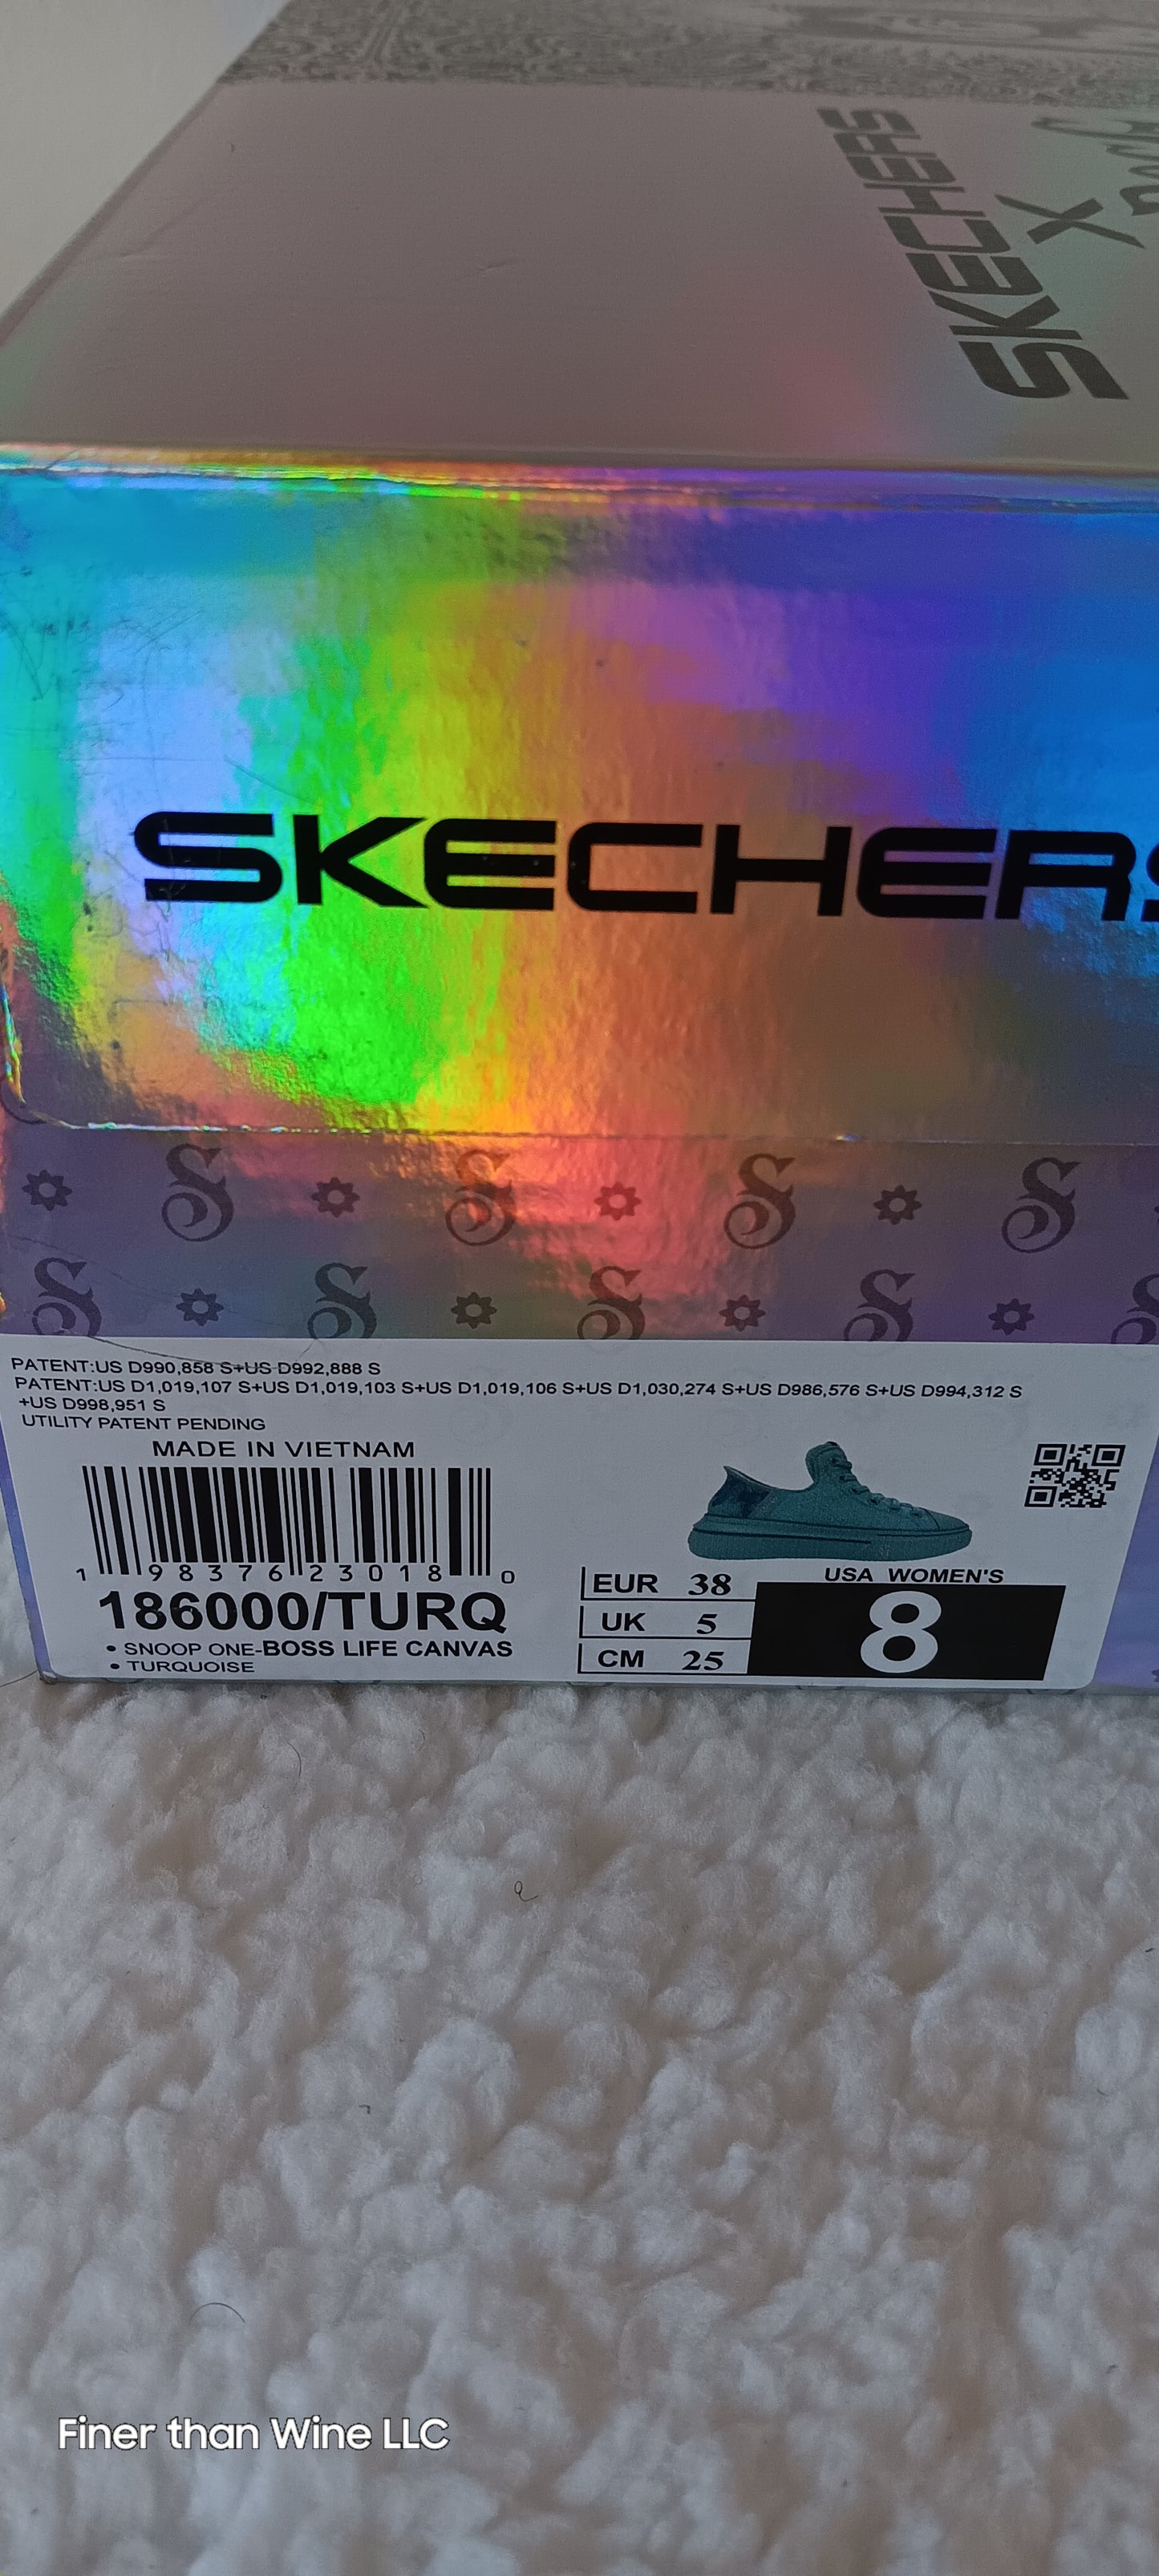 SKECHERS
X
SKECHERS
PATENT:US D990,858 S+US D992,888 S
PATENT:US D1,019,107 S+US D1,019,103 S+US D1,019,106 S+US D1,030,274 S+US D986,576 S+US D994,312 S
+US D998,951 S
UTILITY PATENT PENDING
MADE IN VIETNAM
1 98376 23018 0
186000/TURQ
• SNOOP ONE-BOSS LIFE CANVAS
• TURQUOISE
EUR 38
UK 5
CM 25
USA WOMEN'S
8
Finer than Wine LLC